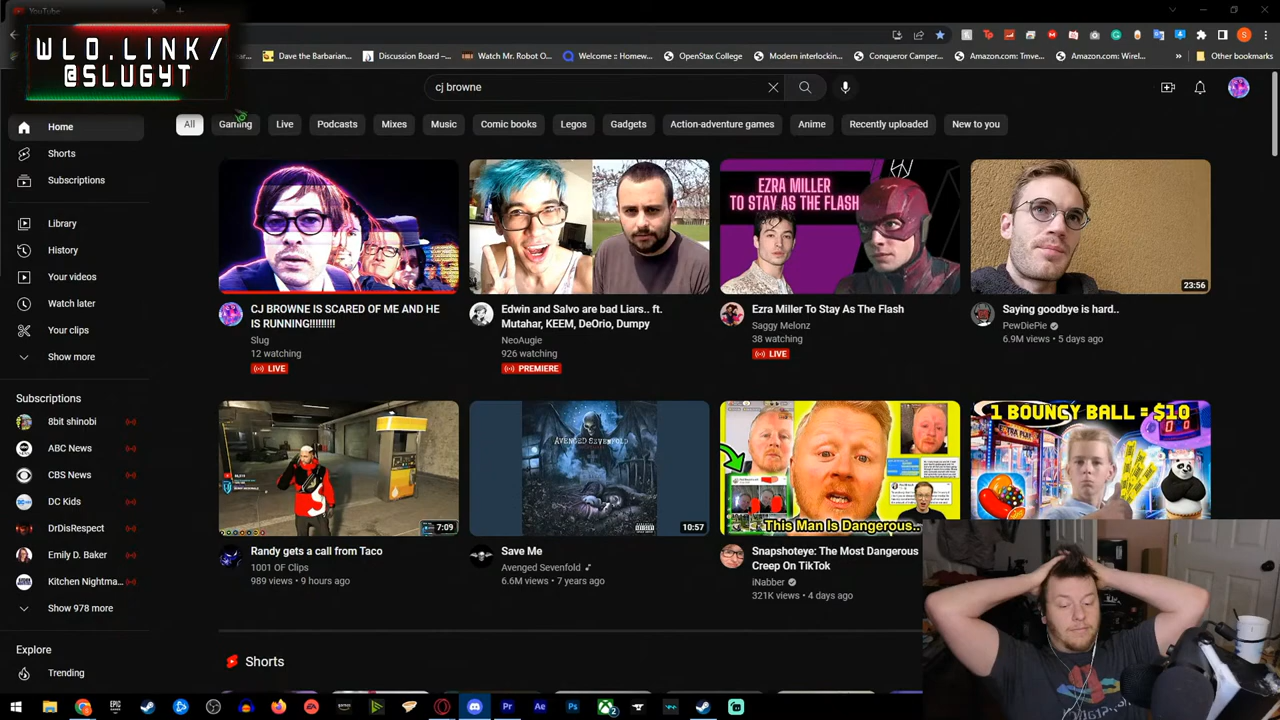 YouTube
WLO.LINK/
@SLUGYT
ar...
Dave the Barbarian...
Discussion Board –...
Watch Mr. Robot O...
Welcome :: Homew...
OpenStax College
Modern interlockin...
Conqueror Camper...
Amazon.com: Tmve...
Amazon.com: Wirel...
»
Other bookmarks
S
cj browne
All
Gaming
Live
Podcasts
Mixes
Music
Comic books
Legos
Gadgets
Action-adventure games
Anime
Recently uploaded
New to you
Home
Shorts
Subscriptions
Library
History
Your videos
Watch later
Your clips
Show more
Subscriptions
8bit shinobi
ABC News
CBS News
DC Kids
DrDisRespect
Emily D. Baker
Kitchen Nightma...
Show 978 more
Explore
Trending
CJ BROWNE IS SCARED OF ME AND HE
IS RUNNING!!!!!!!!!
Slug
12 watching
LIVE
Edwin and Salvo are bad Liars.. ft.
Mutahar, KEEM, DeOrio, Dumpy
NeoAugie
926 watching
PREMIERE
EZRA MILLER
TO STAY AS THE FLASH
Ezra Miller To Stay As The Flash
Saggy Melonz
38 watching
LIVE
23:56
Saying goodbye is hard..
PewDiePie
6.9M views • 5 days ago
7:09
Randy gets a call from Taco
1001 OF Clips
989 views • 9 hours ago
AVENGED SEVENFOLD
10:57
Save Me
Avenged Sevenfold
6.6M views • 7 years ago
This Man Is Dangerous..
Snapshoteye: The Most Dangerous
Creep On TikTok
iNabber
321K views • 4 days ago
1 BOUNCY BALL = $10
Shorts
EPIC
Pr
Ae
Ps
2